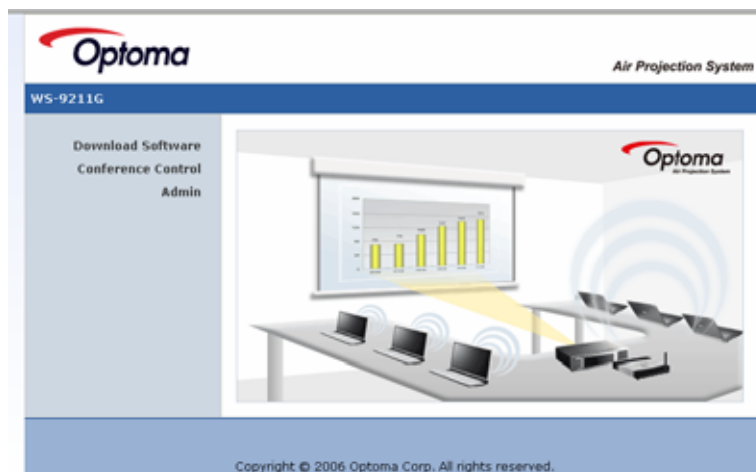 Optoma
Air Projection System
WS-9211G
Download Software
Conference Control
Admin
Optoma
Air Projection System
Copyright © 2006 Optoma Corp. All rights reserved.